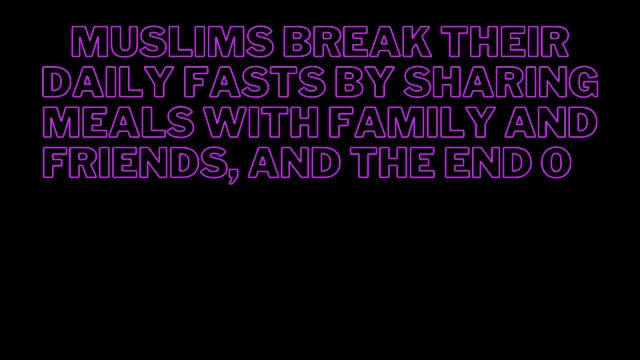 MUSLIMS BREAK THEIR
DAILY FASTS BY SHARING
MEALS WITH FAMILY AND
FRIENDS, AND THE END O